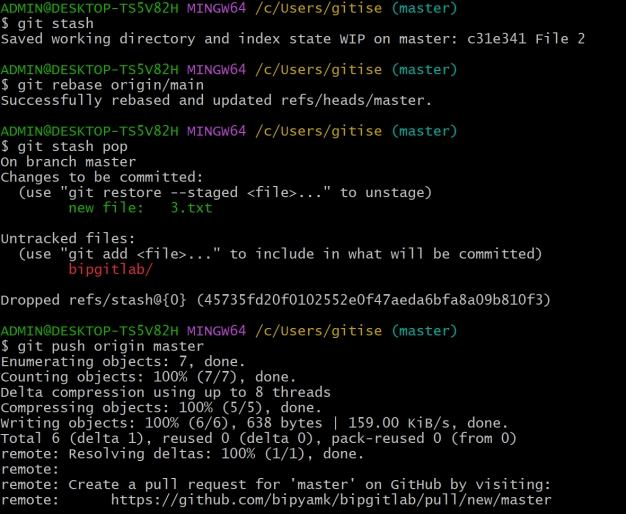 ADMIN@DESKTOP-TS5V82H MINGW64 /c/Users/gitise (master)
$ git stash
Saved working directory and index state WIP on master: c31e341 File 2
ADMIN@DESKTOP-TS5V82H MINGW64 /c/Users/gitise (master)
$ git rebase origin/main
Successfully rebased and updated refs/heads/master.
ADMIN@DESKTOP-TS5V82H MINGW64 /c/Users/gitise (master)
$ git stash pop
On branch master
Changes to be committed:
  (use "git restore --staged <file>..." to unstage)
        new file:   3.txt
Untracked files:
  (use "git add <file>..." to include in what will be committed)
        bipgitlab/
Dropped refs/stash@{0} (45735fd20f0102552e0f47aeda6bfa8a09b810f3)
ADMIN@DESKTOP-TS5V82H MINGW64 /c/Users/gitise (master)
$ git push origin master
Enumerating objects: 7, done.
Counting objects: 100% (7/7), done.
Delta compression using up to 8 threads
Compressing objects: 100% (5/5), done.
Writing objects: 100% (6/6), 638 bytes | 159.00 KiB/s, done.
Total 6 (delta 1), reused 0 (delta 0), pack-reused 0 (from 0)
remote: Resolving deltas: 100% (1/1), done.
remote:
remote: Create a pull request for 'master' on GitHub by visiting:
remote:      https://github.com/bipyamk/bipgitlab/pull/new/master